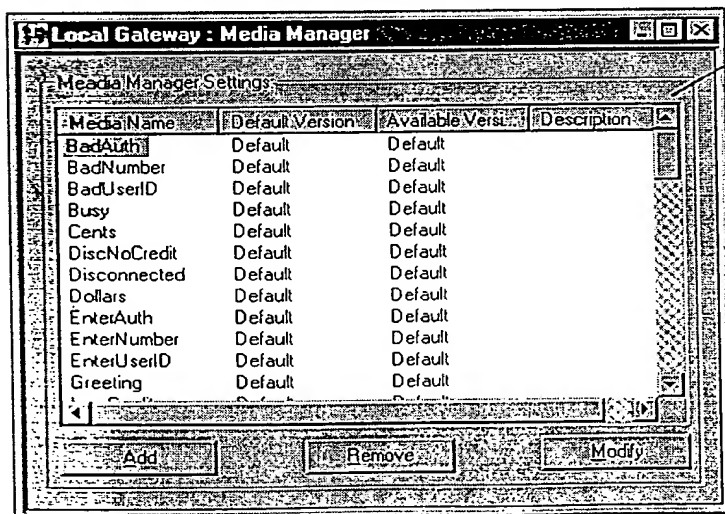 Local Gateway : Media Manager
Meadia Manager Settings
Media Name Default Version Available Versi... Description
BadAuth Default Default
BadNumber Default Default
BadUserID Default Default
Busy Default Default
Cents Default Default
DiscNoCredit Default Default
Disconnected Default Default
Dollars Default Default
EnterAuth Default Default
EnterNumber Default Default
EnterUserID Default Default
Greeting Default Default
Add Remove Modify